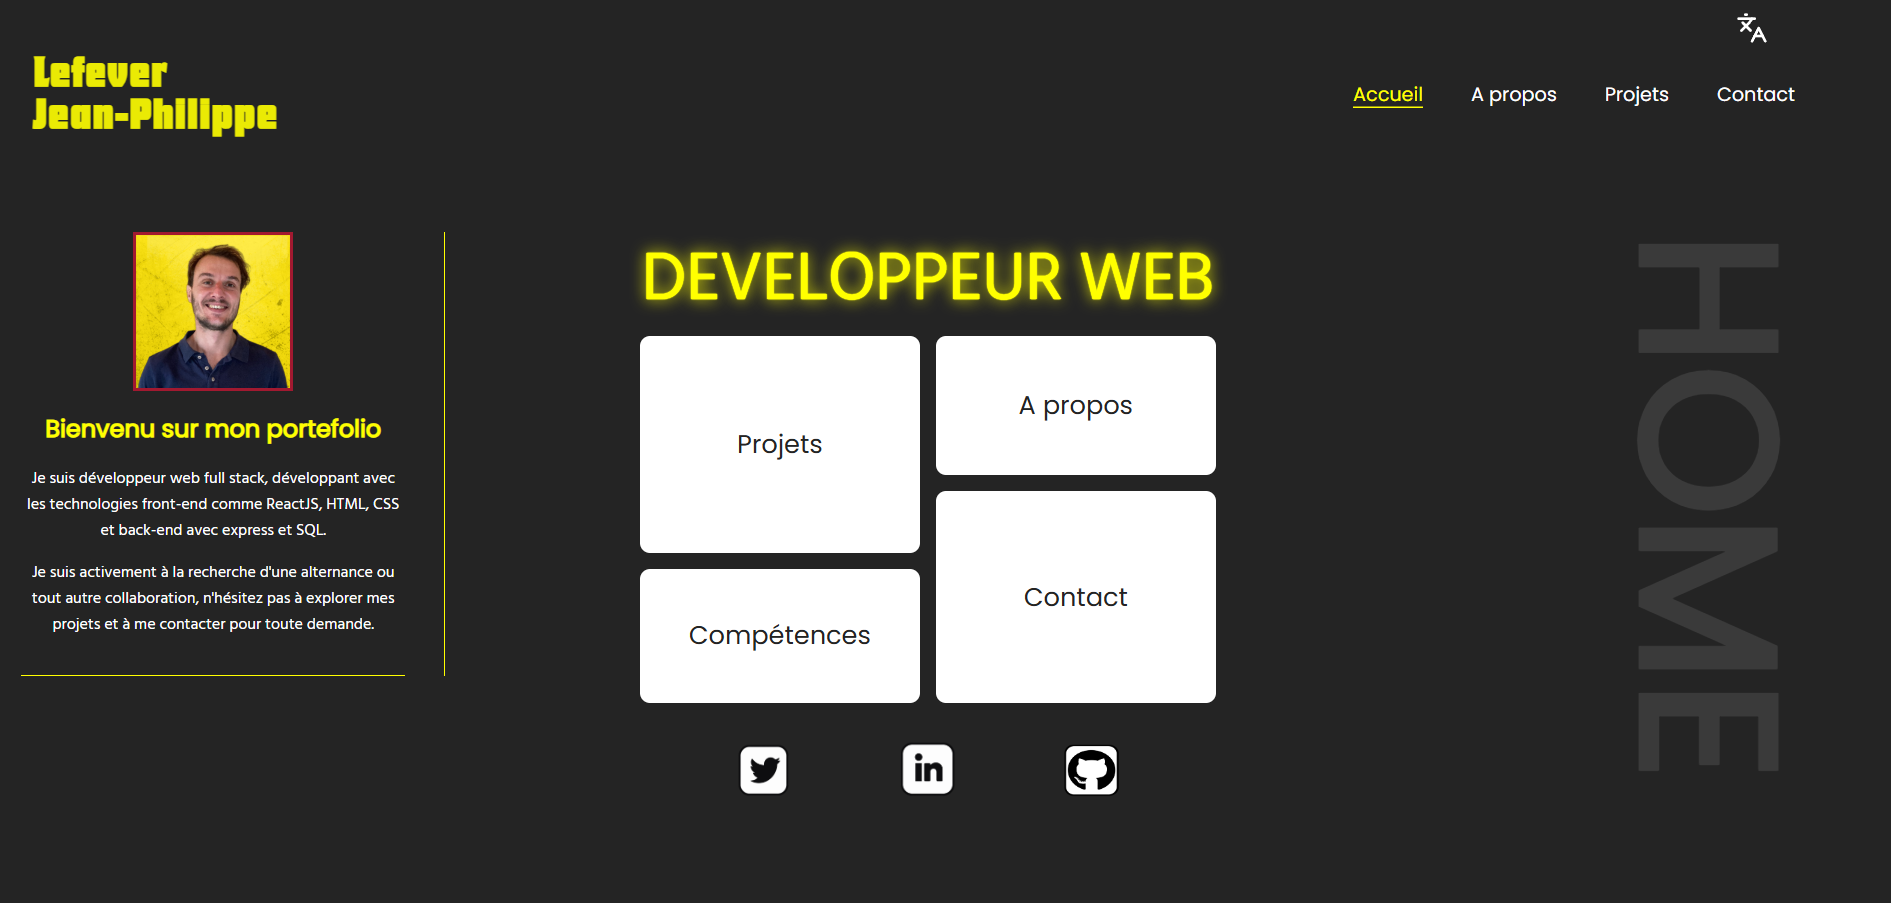 Lefever
Jean-Philippe
Accueil
A propos
Projets
Contact
Bienvenu sur mon portefolio
Je suis développeur web full stack, développant avec
les technologies front-end comme ReactJS, HTML, CSS
et back-end avec express et SQL.
Je suis activement à la recherche d'une alternance ou
tout autre collaboration, n'hésitez pas à explorer mes
projets et à me contacter pour toute demande.
DEVELOPPEUR WEB
Projets
A propos
Compétences
Contact
in
HOME